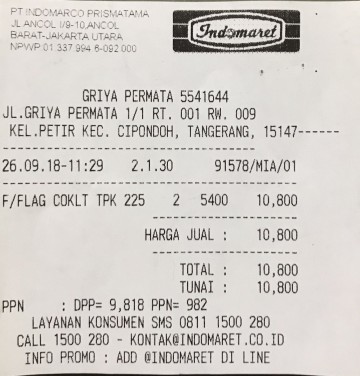 PT INDOMARCO PRISMATAMA
JL ANCOL I/9-10,ANCOL
BARAT-JAKARTA UTARA
NPWP 01.337.994.6-092.000
Indomaret
GRIYA PERMATA 5541644
JL.GRIYA PERMATA 1/1 RT. 001 RW. 009
KEL.PETIR KEC. CIPONDOH, TANGERANG, 15147------
26.09.18-11:29 2.1.30 91578/MIA/01
F/FLAG COKLT TPK 225 2 5400 10,800
HARGA JUAL : 10,800
TOTAL : 10,800
TUNAI : 10,800
PPN : DPP= 9,818 PPN= 982
LAYANAN KONSUMEN SMS 0811 1500 280
CALL 1500 280 - KONTAK@INDOMARET.CO.ID
INFO PROMO : ADD @INDOMARET DI LINE